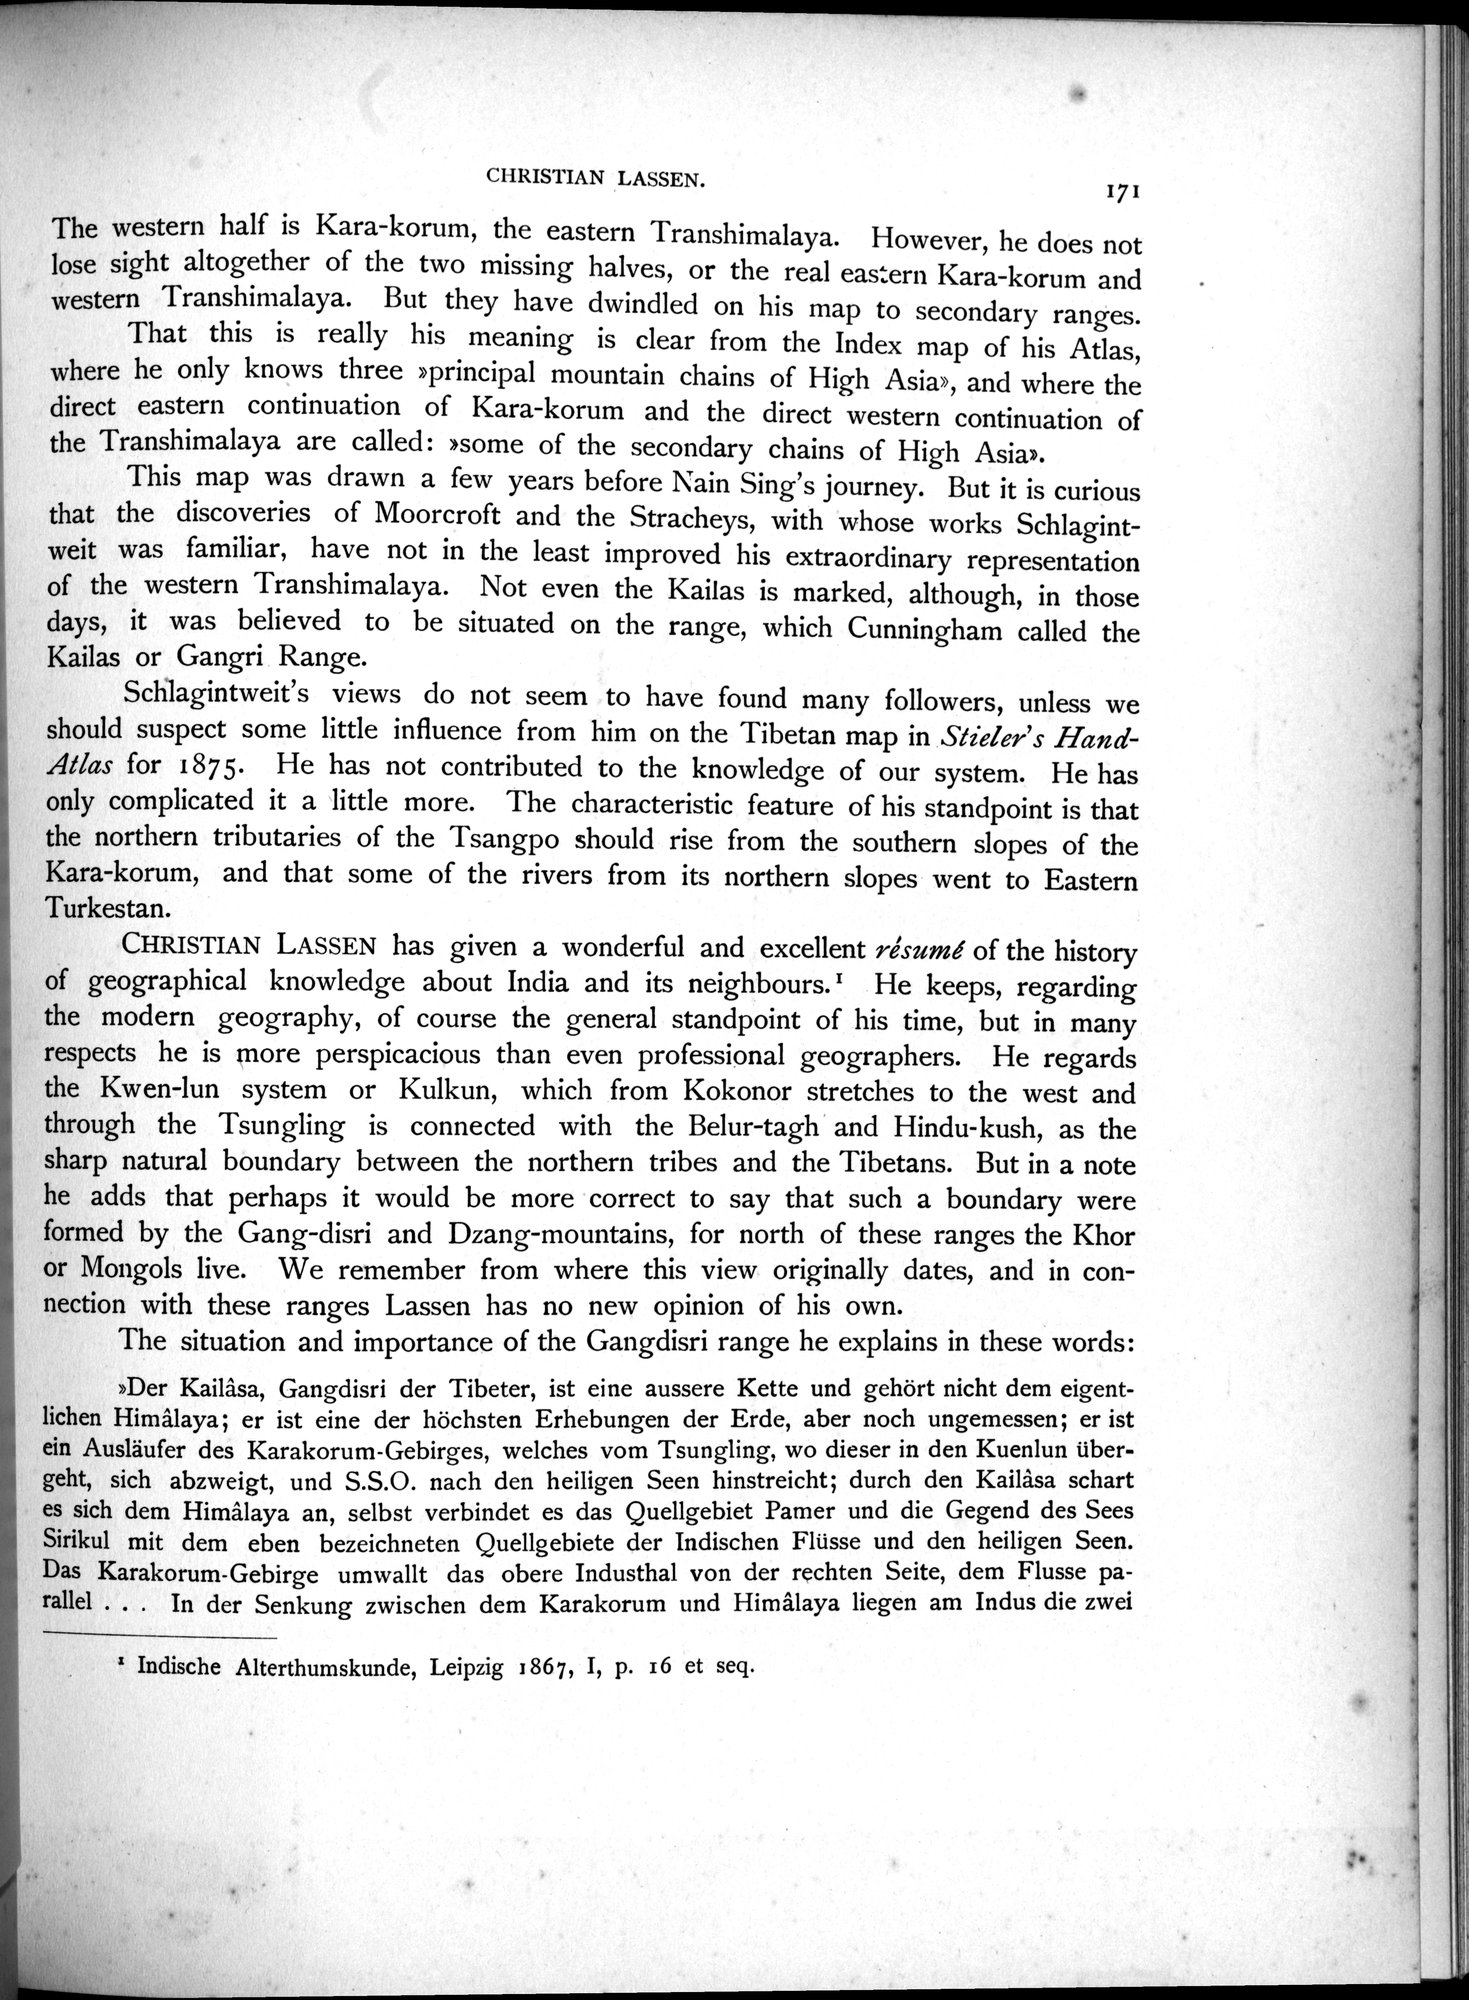 CHRISTIAN LASSEN.
171
The western half is Kara-korum, the eastern Transhimalaya. However, he does not
lose sight altogether of the two missing halves, or the real eastern Kara-korum and
western Transhimalaya. But they have dwindled on his map to secondary ranges.
That this is really his meaning is clear from the Index map of his Atlas,
where he only knows three »principal mountain chains of High Asia», and where the
direct eastern continuation of Kara-korum and the direct western continuation of
the Transhimalaya are called: »some of the secondary chains of High Asia».
This map was drawn a few years before Nain Sing's journey. But it is curious
that the discoveries of Moorcroft and the Stracheys, with whose works Schlagint-
weit was familiar, have not in the least improved his extraordinary representation
of the western Transhimalaya. Not even the Kailas is marked, although, in those
days, it was believed to be situated on the range, which Cunningham called the
Kailas or Gangri Range.
Schlagintweit's views do not seem to have found many followers, unless we
should suspect some little influence from him on the Tibetan map in Stieler's Hand-
Atlas for 1875. He has not contributed to the knowledge of our system. He has
only complicated it a little more. The characteristic feature of his standpoint is that
the northern tributaries of the Tsangpo should rise from the southern slopes of the
Kara-korum, and that some of the rivers from its northern slopes went to Eastern
Turkestan.
CHRISTIAN LASSEN has given a wonderful and excellent résumé of the history
of geographical knowledge about India and its neighbours.¹ He keeps, regarding
the modern geography, of course the general standpoint of his time, but in many
respects he is more perspicacious than even professional geographers. He regards
the Kwen-lun system or Kulkun, which from Kokonor stretches to the west and
through the Tsungling is connected with the Belur-tagh and Hindu-kush, as the
sharp natural boundary between the northern tribes and the Tibetans. But in a note
he adds that perhaps it would be more correct to say that such a boundary were
formed by the Gang-disri and Dzang-mountains, for north of these ranges the Khor
or Mongols live. We remember from where this view originally dates, and in con-
nection with these ranges Lassen has no new opinion of his own.
The situation and importance of the Gangdisri range he explains in these words:
»Der Kailâsa, Gangdisri der Tibeter, ist eine aussere Kette und gehört nicht dem eigent-
lichen Himâlaya; er ist eine der höchsten Erhebungen der Erde, aber noch ungemessen; er ist
ein Ausläufer des Karakorum-Gebirges, welches vom Tsungling, wo dieser in den Kuenlun über-
geht, sich abzweigt, und S.S.O. nach den heiligen Seen hinstreicht; durch den Kailâsa schart
es sich dem Himâlaya an, selbst verbindet es das Quellgebiet Pamer und die Gegend des Sees
Sirikul mit dem eben bezeichneten Quellgebiete der Indischen Flüsse und den heiligen Seen.
Das Karakorum-Gebirge umwallt das obere Industhal von der rechten Seite, dem Flusse pa-
rallel . . . In der Senkung zwischen dem Karakorum und Himâlaya liegen am Indus die zwei
¹ Indische Alterthumskunde, Leipzig 1867, I, p. 16 et seq.